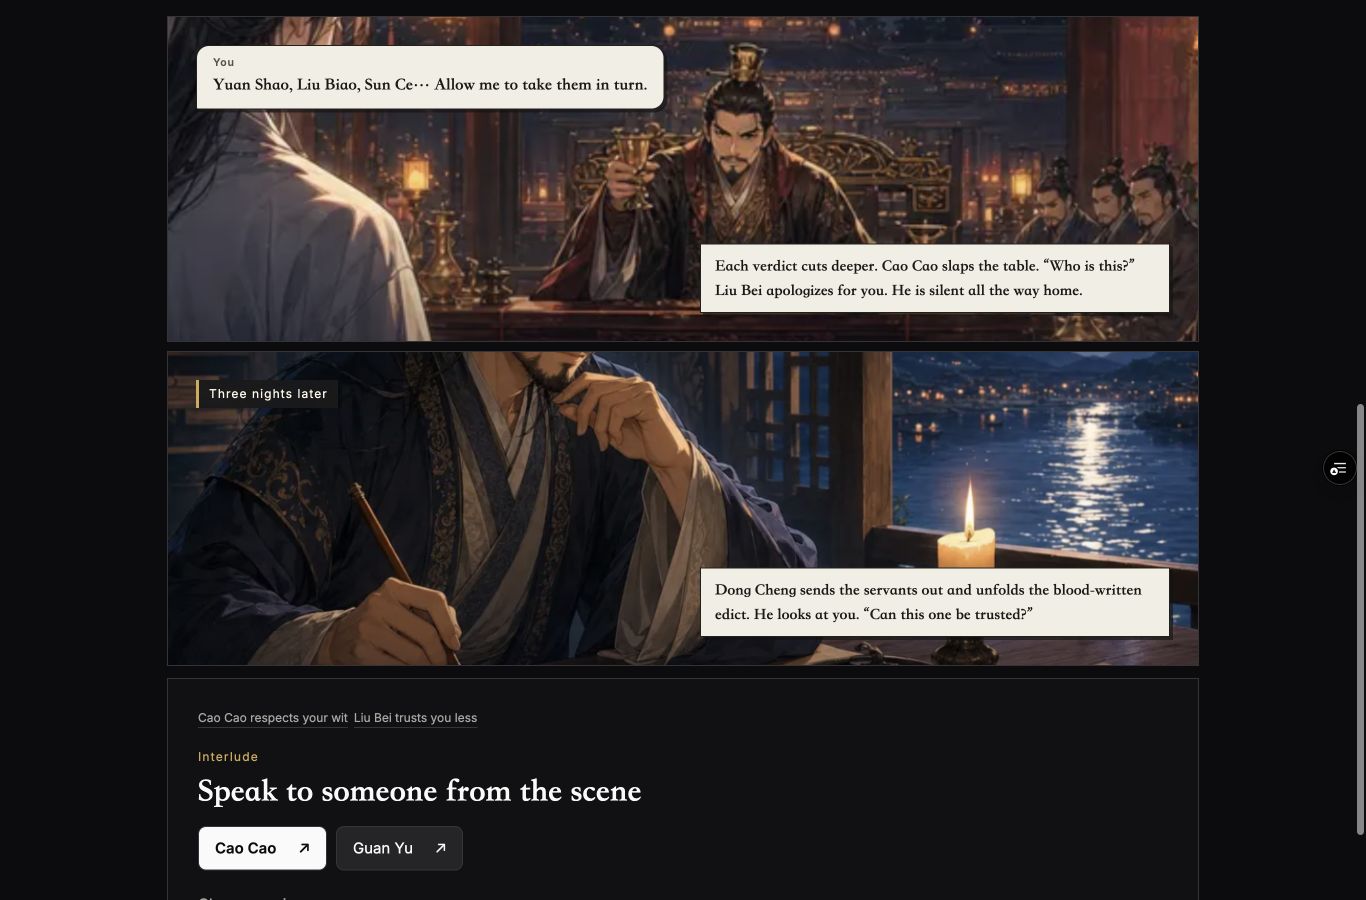 You
Yuan Shao, Liu Biao, Sun Ce··· Allow me to take them in turn.
Each verdict cuts deeper. Cao Cao slaps the table. “Who is this?”
Liu Bei apologizes for you. He is silent all the way home.
Three nights later
Dong Cheng sends the servants out and unfolds the blood-written
edict. He looks at you. “Can this one be trusted?”
Cao Cao respects your wit Liu Bei trusts you less
Interlude
Speak to someone from the scene
Cao Cao
Guan Yu